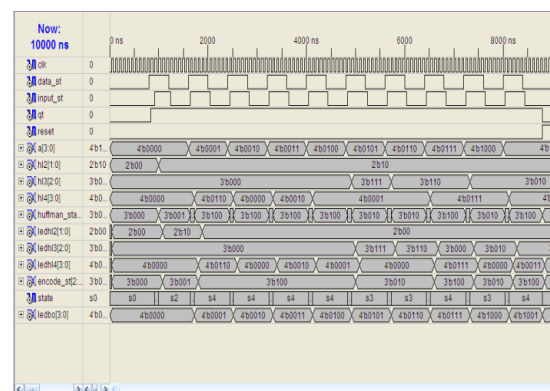 Now:
10000 ns
0 ns 2000 4000 ns 6000 8000 ns
clk 0
data_st 0
input_st 0
qt 0
reset 0
a[3:0] 4'b1... 4'b0000 4'b0001 4'b0010 4'b0011 4'b0100 4'b0101 4'b0110 4'b0111 4'b1000 4'b
hl2[1:0] 2'b10 2'b00 2'b10
hl3[2:0] 3'b0... 3'b000 3'b111 3'b110 3'b010
hl4[3:0] 4'b0... 4'b0000 4'b0110 4'b0000 4'b0010 4'b0001 4'b0111
huffman_sta... 3'b0... 3'b000 3'b001 3'b100 3'b100 3'b100 3'b100 3'b010 3'b010 3'b100 3'b010 3'b100
ledhl2[1:0] 2'b00 2'b00 2'b10 2'b00
ledhl3[2:0] 3'b0... 3'b000 3'b111 3'b110 3'b000 3'b010
ledhl4[3:0] 4'b0... 4'b0000 4'b0110 4'b0000 4'b0010 4'b0001 4'b0000 4'b0111 4'b0000 4'b0011
encode_st[2... 3'b0... 3'b000 3'b001 3'b100 3'b010 3'b100 3'b010 3'b100
state s0 s0 s2 s4 s4 s4 s4 s3 s3 s4 s3 s4
ledbo[3:0] 4'b0... 4'b0000 4'b0001 4'b0010 4'b0011 4'b0100 4'b0101 4'b0110 4'b0111 4'b1000 4'b1001